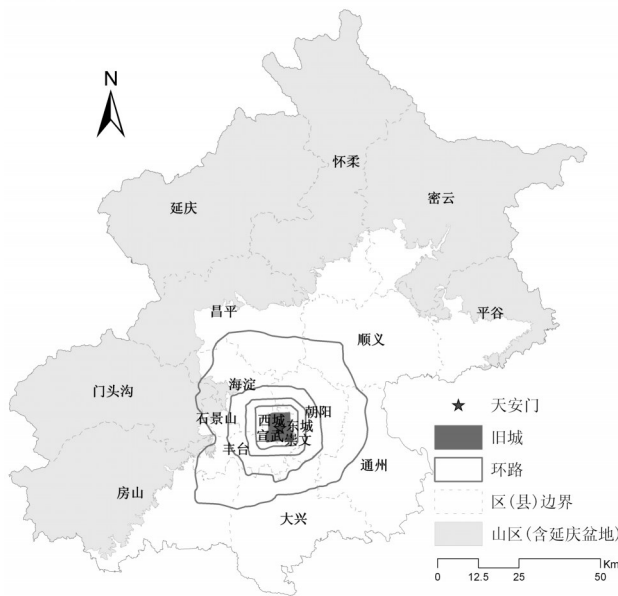 N
怀柔
延庆
密云
昌平
平谷
顺义
门头沟
海淀
石景山
朝阳
西城
东城
宣武
崇文
丰台
通州
房山
大兴
天安门
旧城
环路
区(县)边界
山区(含延庆盆地)
Km
0 12.5 25 50